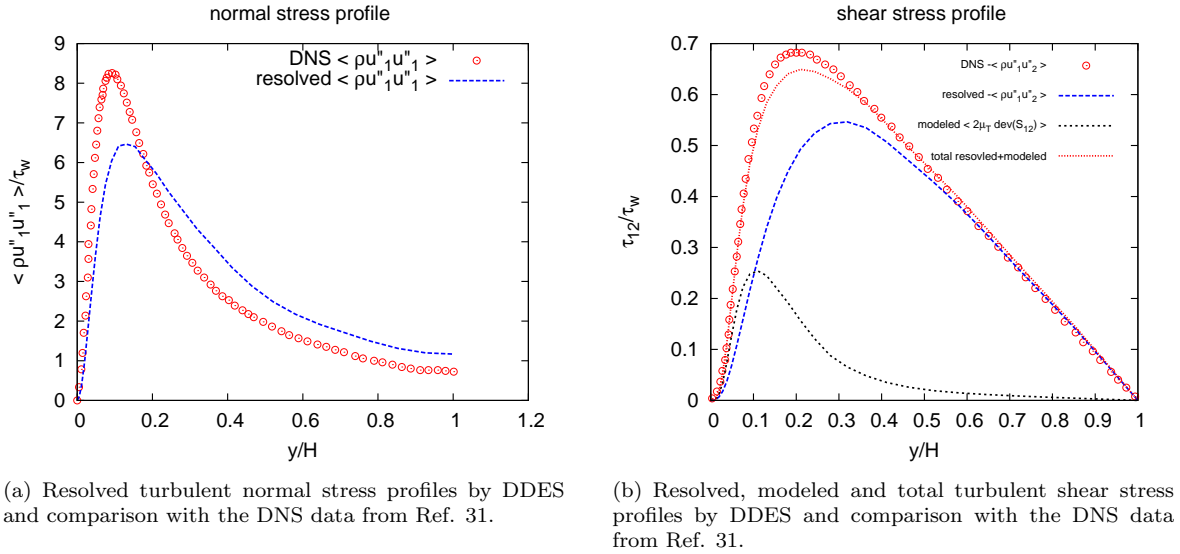 normal stress profile
9
8
7
6
5
4
3
2
1
0
0
0.2
0.4
0.6
0.8
1
1.2
< ρu"₁u"₁ >/τ_w
y/H
DNS < ρu"₁u"₁ >
resolved < ρu"₁u"₁ >
(a) Resolved turbulent normal stress profiles by DDES
and comparison with the DNS data from Ref. 31.
shear stress profile
0.7
0.6
0.5
0.4
0.3
0.2
0.1
0
0
0.1
0.2
0.3
0.4
0.5
0.6
0.7
0.8
0.9
1
τ₁₂/τ_w
y/H
DNS -< ρu"₁u"₂ >
resolved -< ρu"₁u"₂ >
modeled < 2μ_T dev(S₁₂) >
total resovled+modeled
(b) Resolved, modeled and total turbulent shear stress
profiles by DDES and comparison with the DNS data
from Ref. 31.